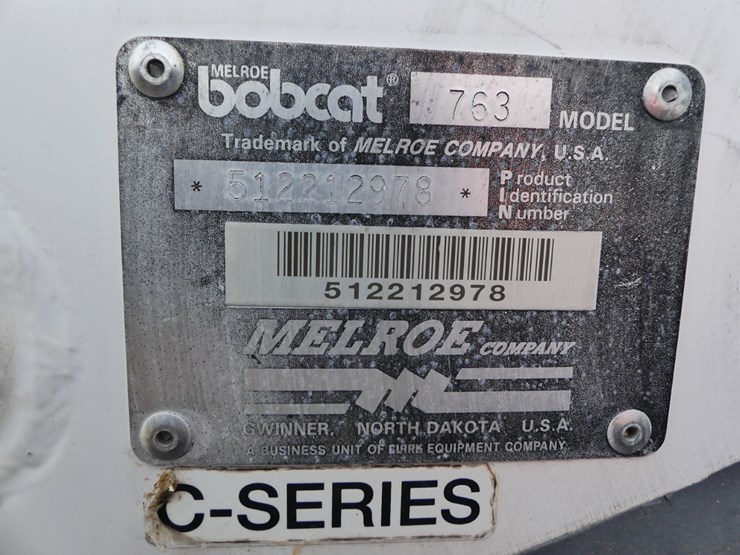 MELROE
bobcat® 763 MODEL
Trademark of MELROE COMPANY, U.S.A.
* 512212978 * Product Identification Number
512212978
MELROE COMPANY
GWINNER, NORTH DAKOTA U.S.A.
A BUSINESS UNIT OF CLARK EQUIPMENT COMPANY
C-SERIES